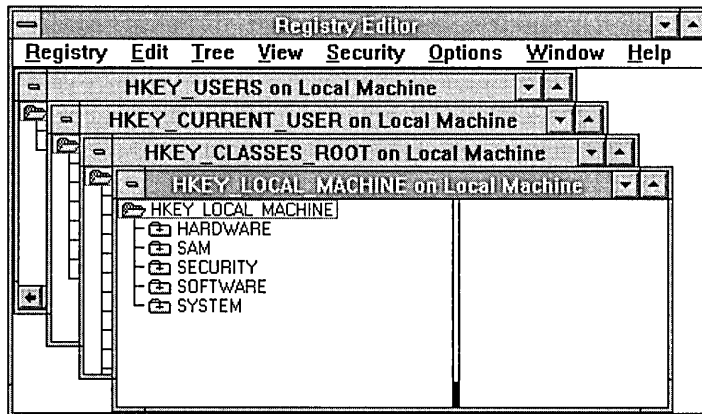 Registry Editor
Registry Edit Tree View Security Options Window Help
HKEY_USERS on Local Machine
HKEY_CURRENT_USER on Local Machine
HKEY_CLASSES_ROOT on Local Machine
HKEY_LOCAL_MACHINE on Local Machine
HKEY_LOCAL_MACHINE
HARDWARE
SAM
SECURITY
SOFTWARE
SYSTEM